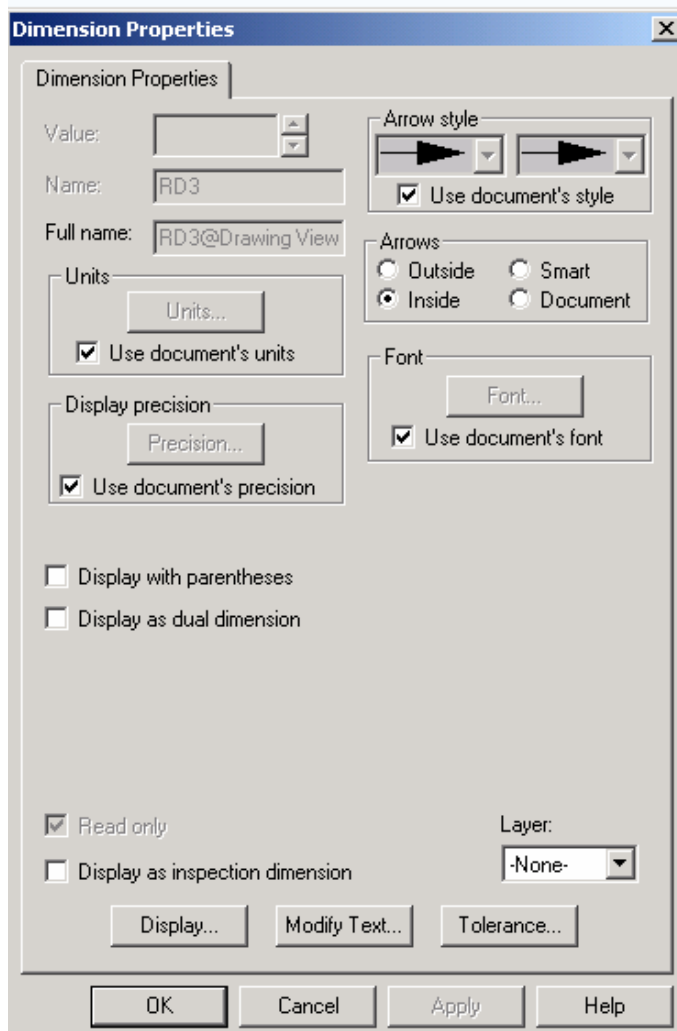 Dimension Properties
Dimension Properties
Value:
Name: RD3
Full name: RD3@Drawing View
Units
Units...
Use document's units
Display precision
Precision...
Use document's precision
Arrow style
Use document's style
Arrows
Outside Smart
Inside Document
Font
Font...
Use document's font
Display with parentheses
Display as dual dimension
Read only
Display as inspection dimension
Layer:
-None-
Display... Modify Text... Tolerance...
OK Cancel Apply Help